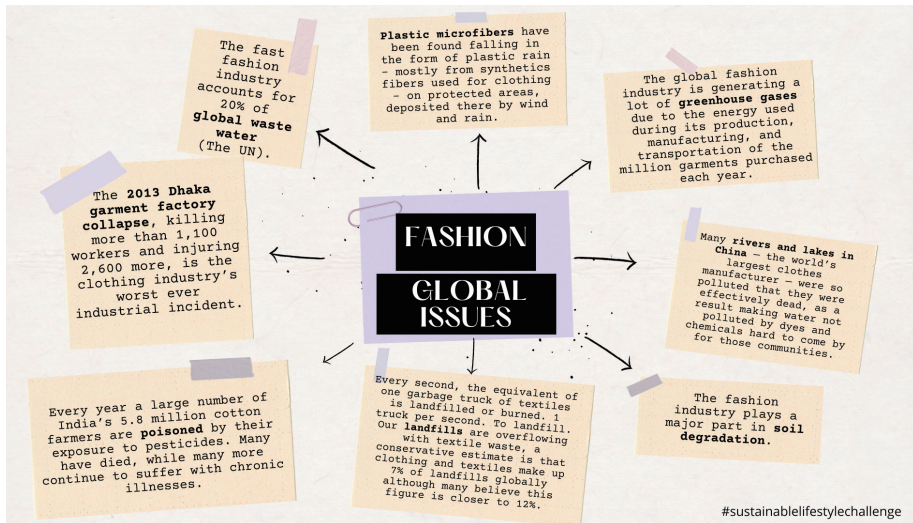 The fast
fashion
industry
accounts for
20% of
global waste
water
(The UN).
Plastic microfibers have
been found falling in
the form of plastic rain
– mostly from synthetic
fibers used for clothing
– on protected areas,
deposited there by wind
and rain.
The global fashion
industry is generating a
lot of greenhouse gases
due to the energy used
during its production,
manufacturing, and
transportation of the
million garments purchased
each year.
The 2013 Dhaka
garment factory
collapse, killing
more than 1,100
workers and injuring
2,600 more, is the
clothing industry's
worst ever
industrial incident.
FASHION
GLOBAL
ISSUES
Many rivers and lakes in
China – the world's
largest clothes
manufacturer – were so
polluted that they were
effectively dead, as a
result making water not
polluted by dyes and
chemicals hard to come by
for those communities.
Every year a large number of
India's 5.8 million cotton
farmers are poisoned by their
exposure to pesticides. Many
have died, while many more
continue to suffer with chronic
illnesses.
Every second, the equivalent of
one garbage truck of textiles
is landfilled or burned. 1
truck per second. To landfill.
Our landfills are overflowing
with textile waste, a
conservative estimate is that
clothing and textiles make up
7% of landfills globally
although many believe this
figure is closer to 12%.
The fashion
industry plays a
major part in soil
degradation.
#sustainablelifestylechallenge